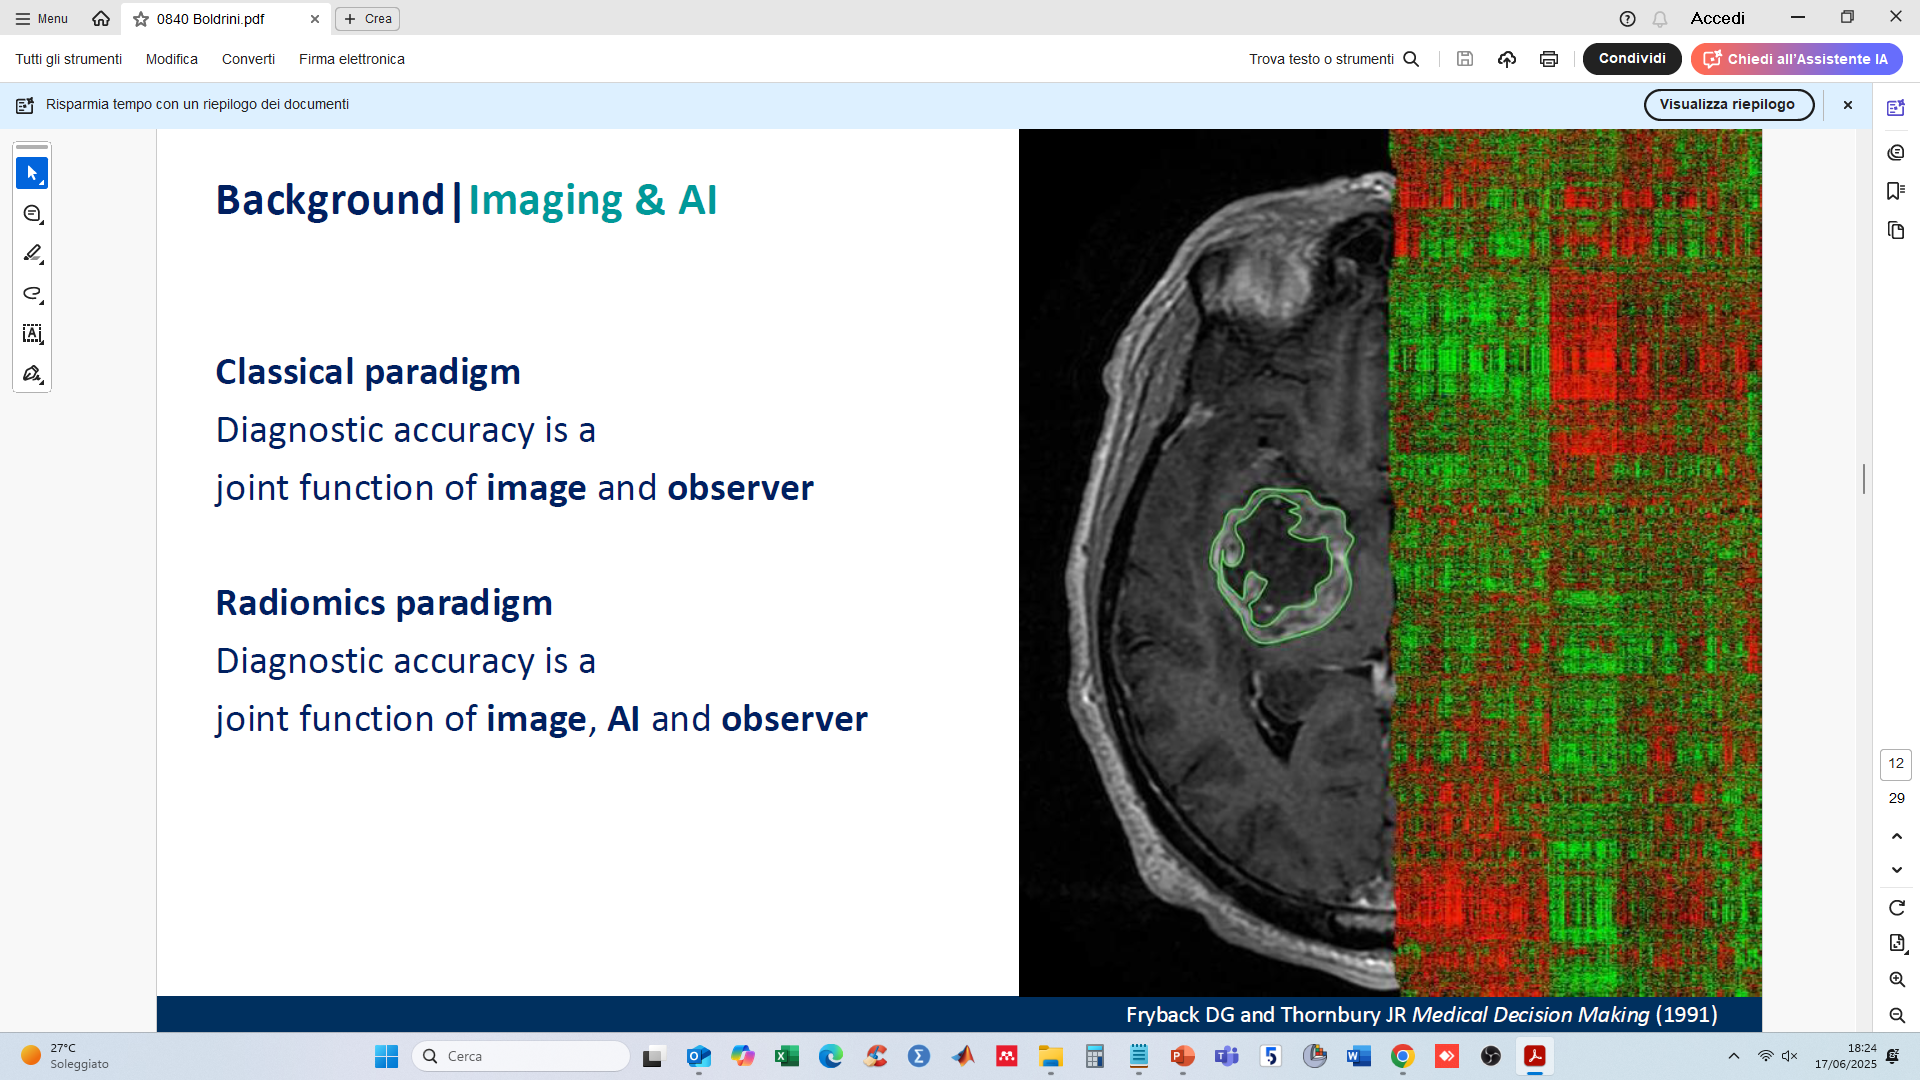 Menu
0840 Boldrini.pdf
Crea
Accedi
Tutti gli strumenti
Modifica
Converti
Firma elettronica
Trova testo o strumenti
Condividi
Chiedi all'Assistente IA
Risparmia tempo con un riepilogo dei documenti
Visualizza riepilogo
Background|Imaging & AI
Classical paradigm
Diagnostic accuracy is a
joint function of image and observer
Radiomics paradigm
Diagnostic accuracy is a
joint function of image, AI and observer
Fryback DG and Thornbury JR Medical Decision Making (1991)
12
29
27°C
Soleggiato
Cerca
18:24
17/06/2025